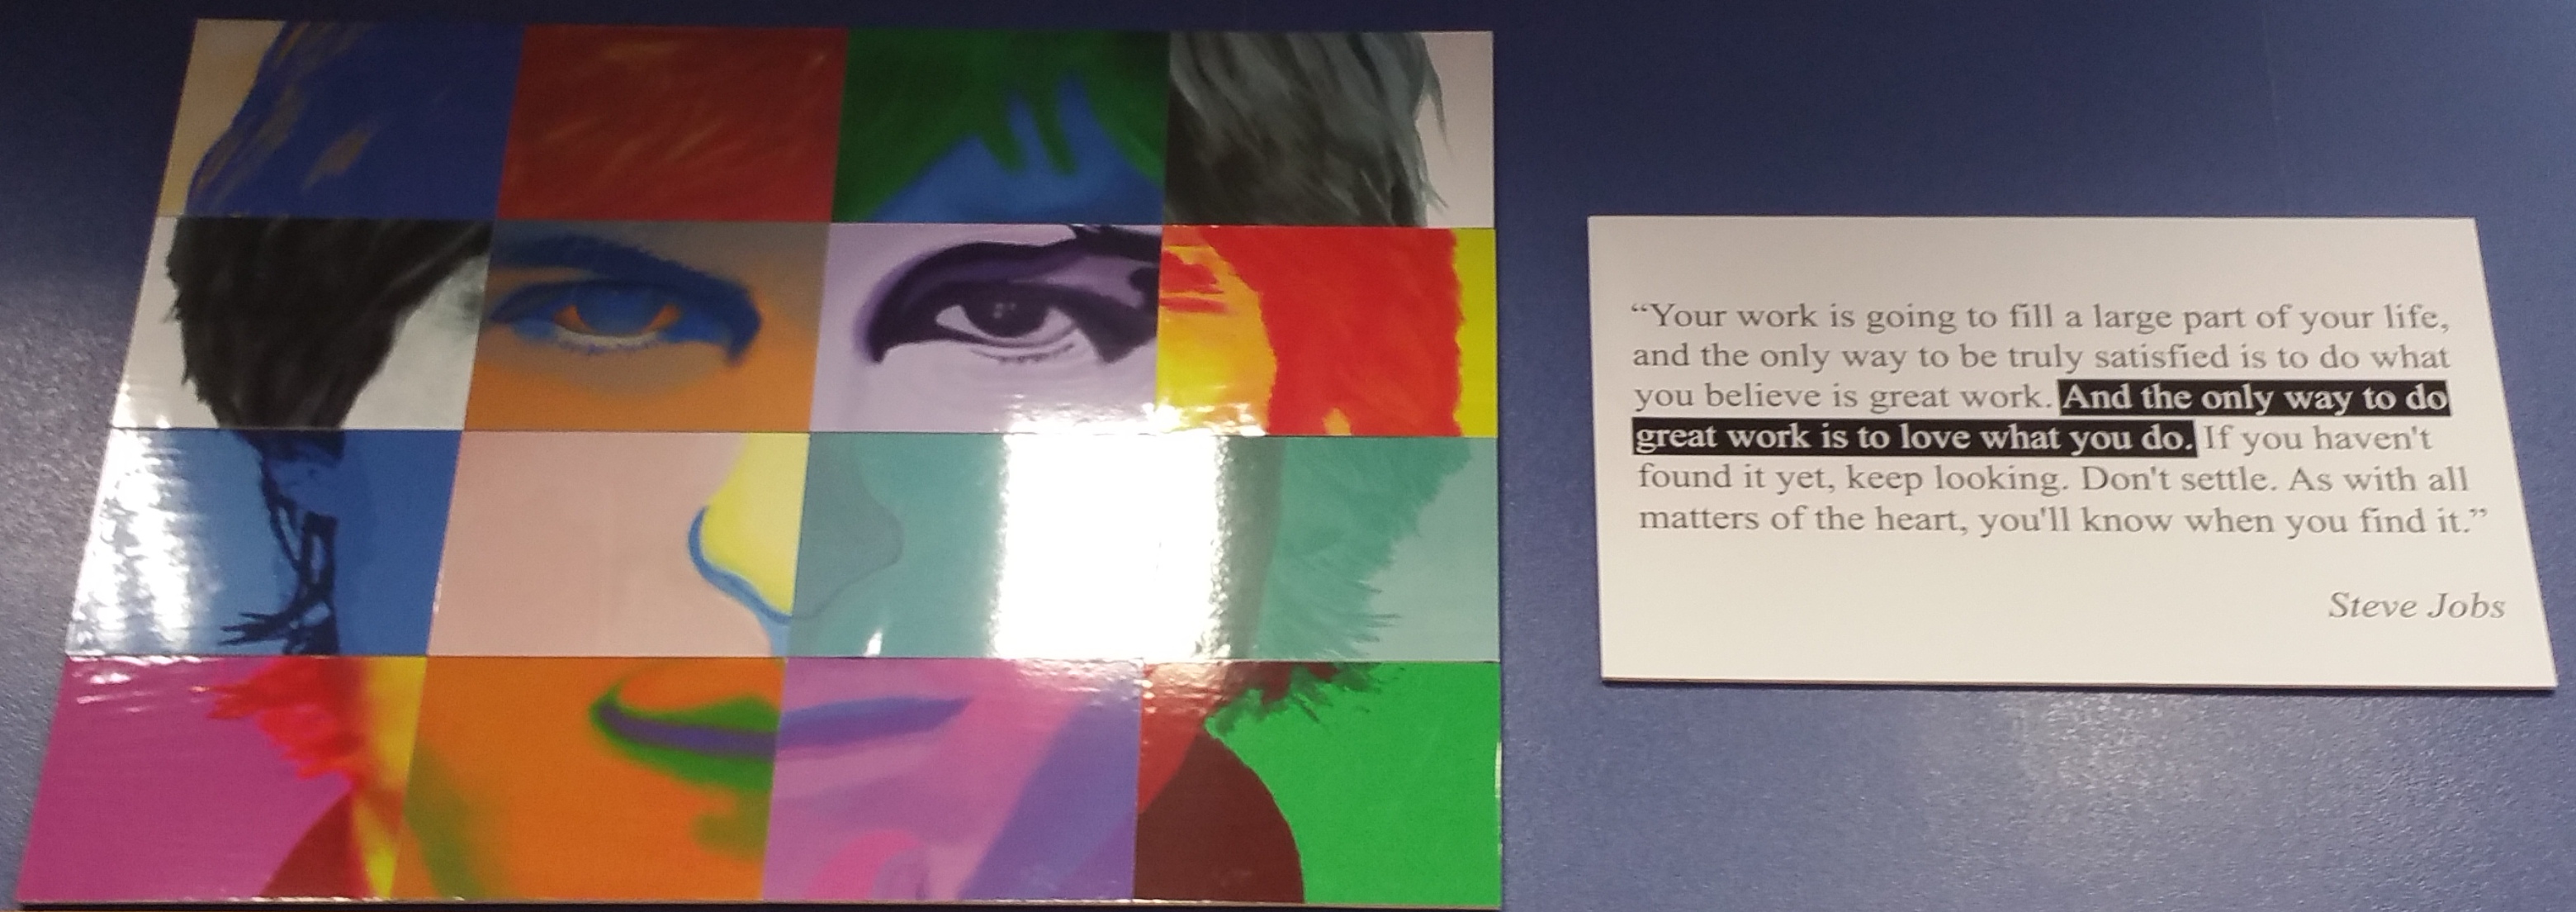 “Your work is going to fill a large part of your life,
and the only way to be truly satisfied is to do what
you believe is great work. And the only way to do
great work is to love what you do. If you haven't
found it yet, keep looking. Don't settle. As with all
matters of the heart, you'll know when you find it.”
Steve Jobs